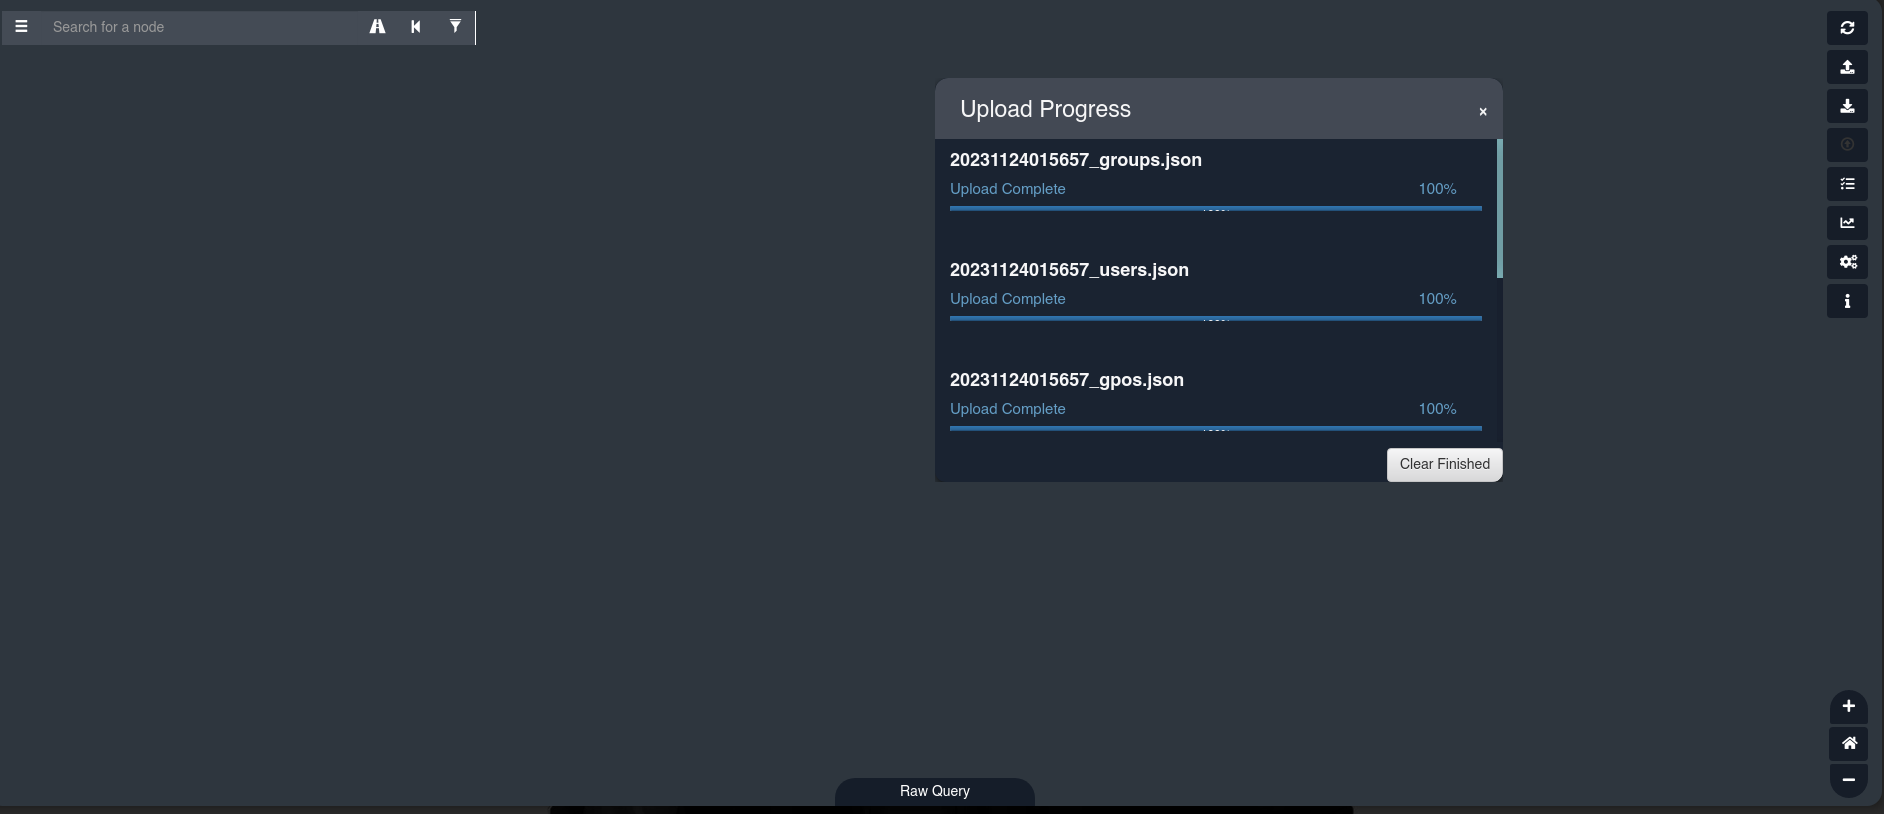 Search for a node
Upload Progress
×
20231124015657_groups.json
Upload Complete 100%
20231124015657_users.json
Upload Complete 100%
20231124015657_gpos.json
Upload Complete 100%
Clear Finished
Raw Query